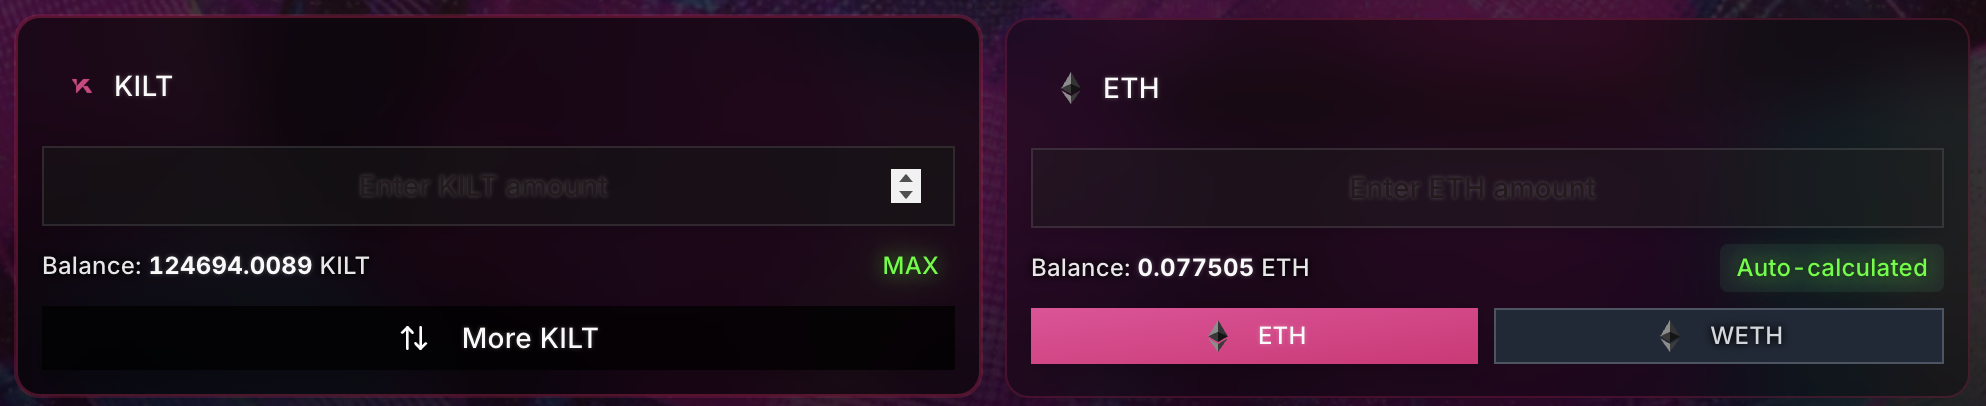 KILT
Enter KILT amount
Balance: 124694.0089 KILT
MAX
More KILT
ETH
Enter ETH amount
Balance: 0.077505 ETH
Auto-calculated
ETH
WETH